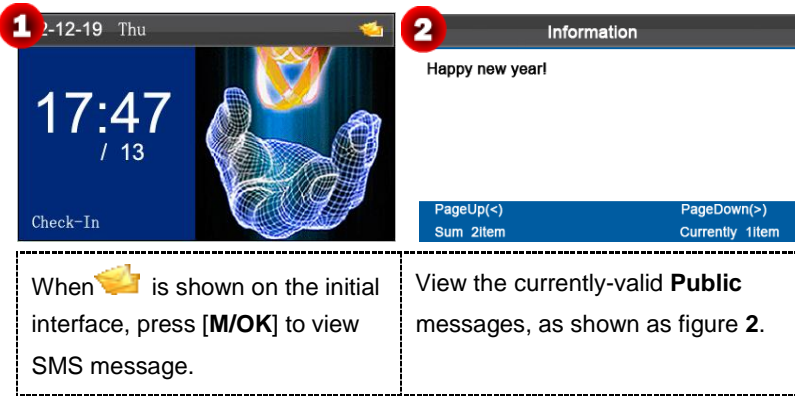 1 2-12-19 Thu
17:47
/ 13
Check-In
2 Information
Happy new year!
PageUp(<) PageDown(>)
Sum 2item Currently 1item
When is shown on the initial
interface, press [M/OK] to view
SMS message.
View the currently-valid Public
messages, as shown as figure 2.